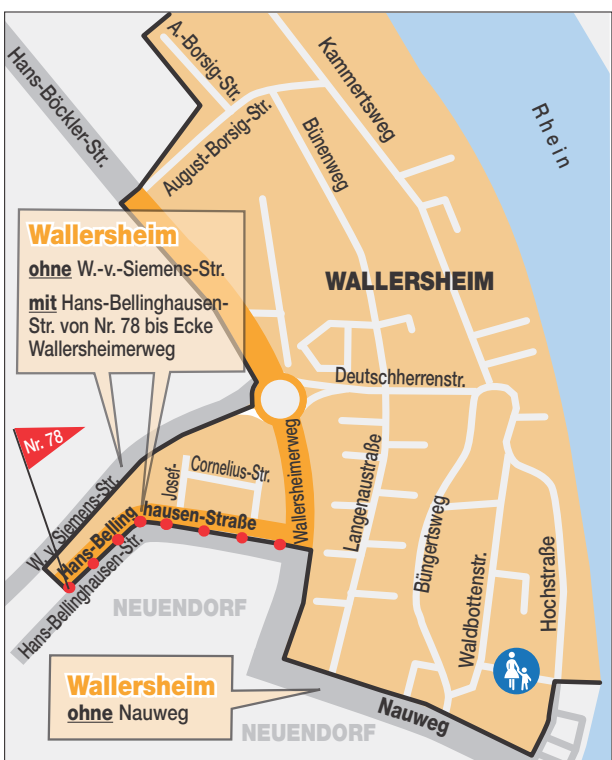 A.-Borsig-Str.
Kammertsweg
Hans-Böckler-Str.
August-Borsig-Str.
Bünenweg
Rhein
Wallersheim
ohne W.-v.-Siemens-Str.
mit Hans-Bellinghausen-
Str. von Nr. 78 bis Ecke
Wallersheimerweg
WALLERSHEIM
Deutschherrenstr.
Nr. 78
W.-v.Siemens-Str.
Josef-
Cornelius-Str.
Wallersheimerweg
Langenaustraße
Büngertsweg
Waldbottenstr.
Hochstraße
Hans-Belling
hausen-Straße
Hans-Bellinghausen-Str.
NEUENDORF
Wallersheim
ohne Nauweg
Nauweg
NEUENDORF